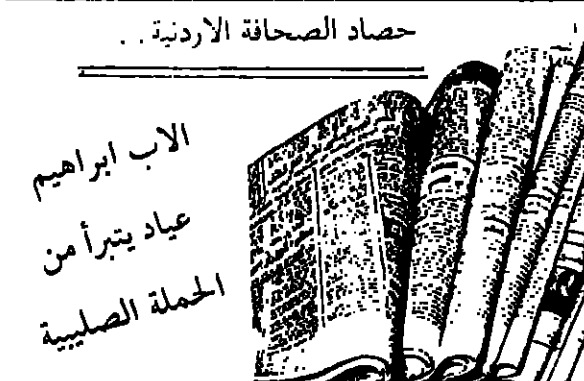 حصاد الصحافة الاردنية . .
الاب ابراهيم
عياد يتبرأ من
الحملة الصليبية